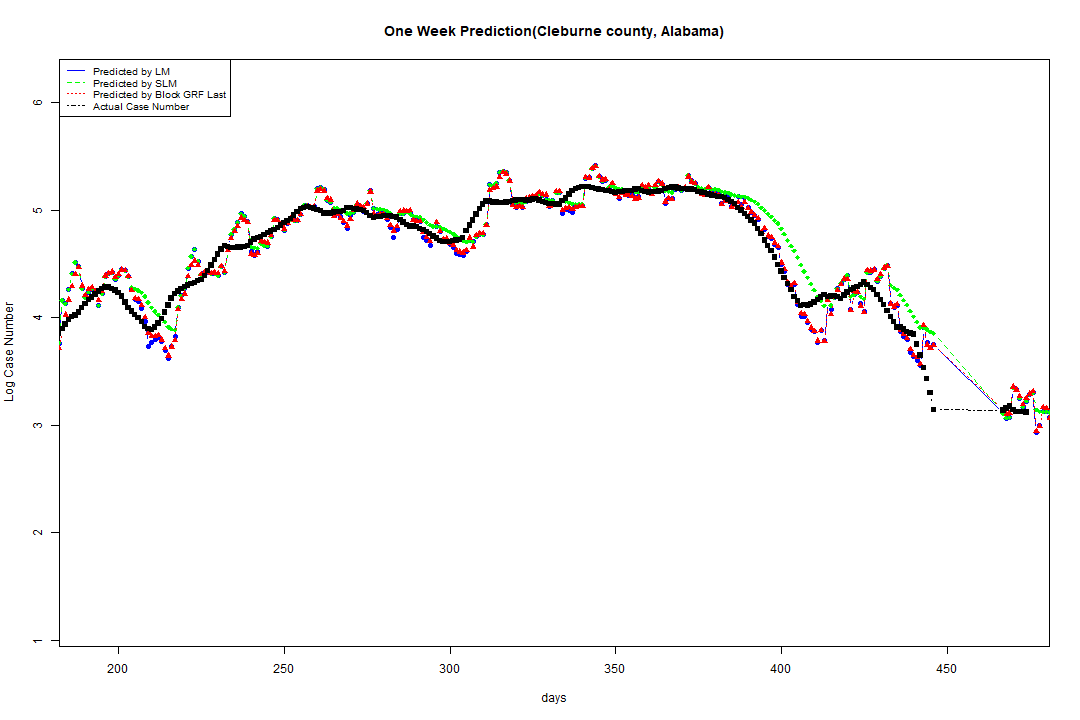 One Week Prediction(Cleburne county, Alabama)
Predicted by LM
Predicted by SLM
Predicted by Block GRF Last
Actual Case Number
6
5
4
3
2
1
Log Case Number
200 250 300 350 400 450
days